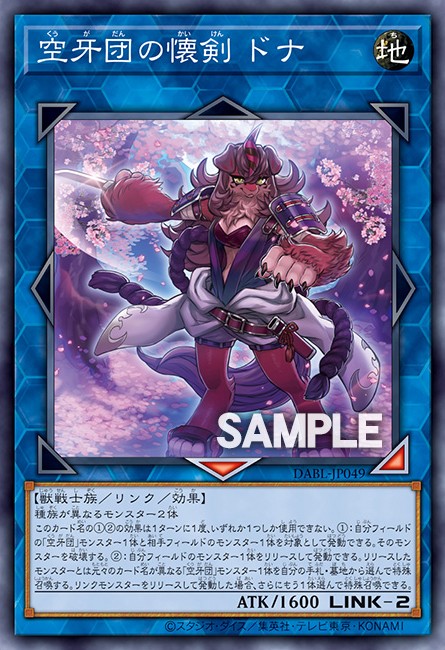 空牙団の懐剣 ドナ
地
SAMPLE
DABL-JP049
【獣戦士族／リンク／効果】
種族が異なるモンスター2体
このカード名の①②の効果は1ターンに1度、いずれか1つしか使用できない。①：自分フィールド
の「空牙団」モンスター1体と相手フィールドのモンスター1体を対象として発動できる。そのモン
スターを破壊する。②：自分フィールドのモンスター1体をリリースして発動できる。リリースした
モンスターとは元々のカード名が異なる「空牙団」モンスター1体を自分の手札・墓地から選んで特殊
召喚する。リンクモンスターをリリースして発動した場合、さらにもう1体選んで特殊召喚できる。
ATK/1600 LINK-2
©スタジオ・ダイス／集英社・テレビ東京・KONAMI